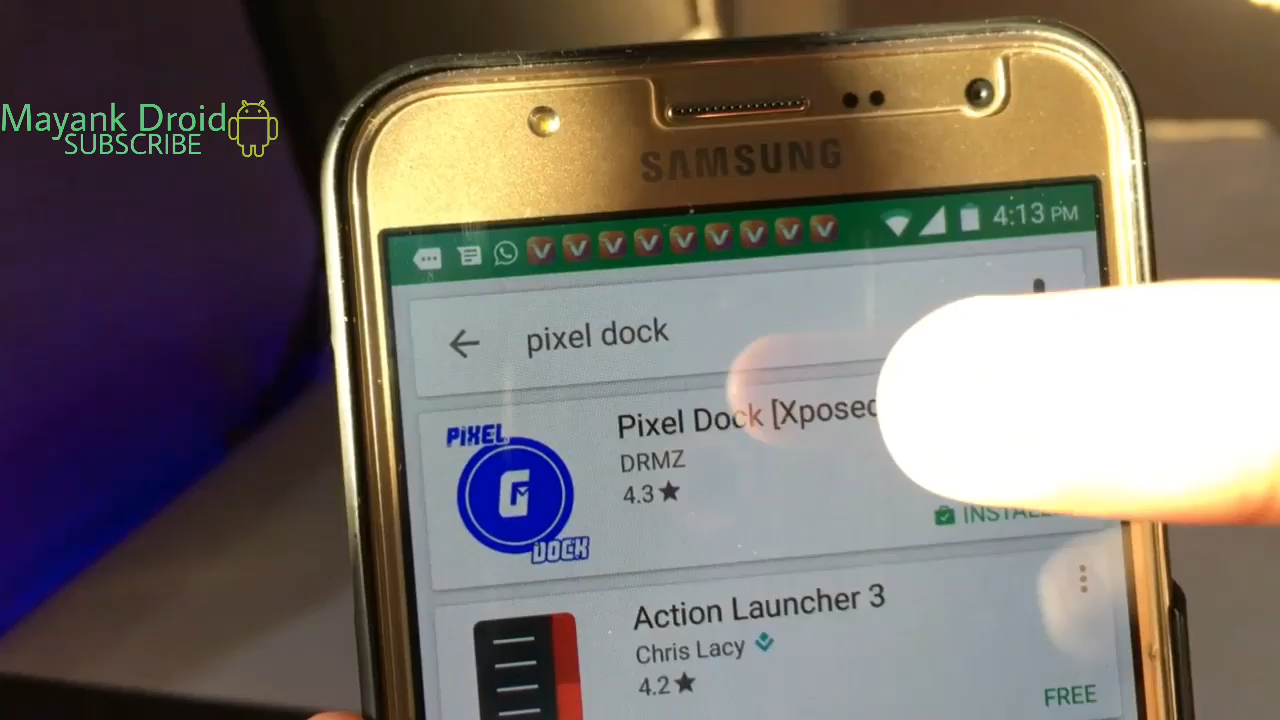 Mayank Droid
SUBSCRIBE
SAMSUNG
4:13 PM
pixel dock
PIXEL
G
DOCK
Pixel Dock [Xposed
DRMZ
4.3★
Action Launcher 3
Chris Lacy
4.2★
FREE